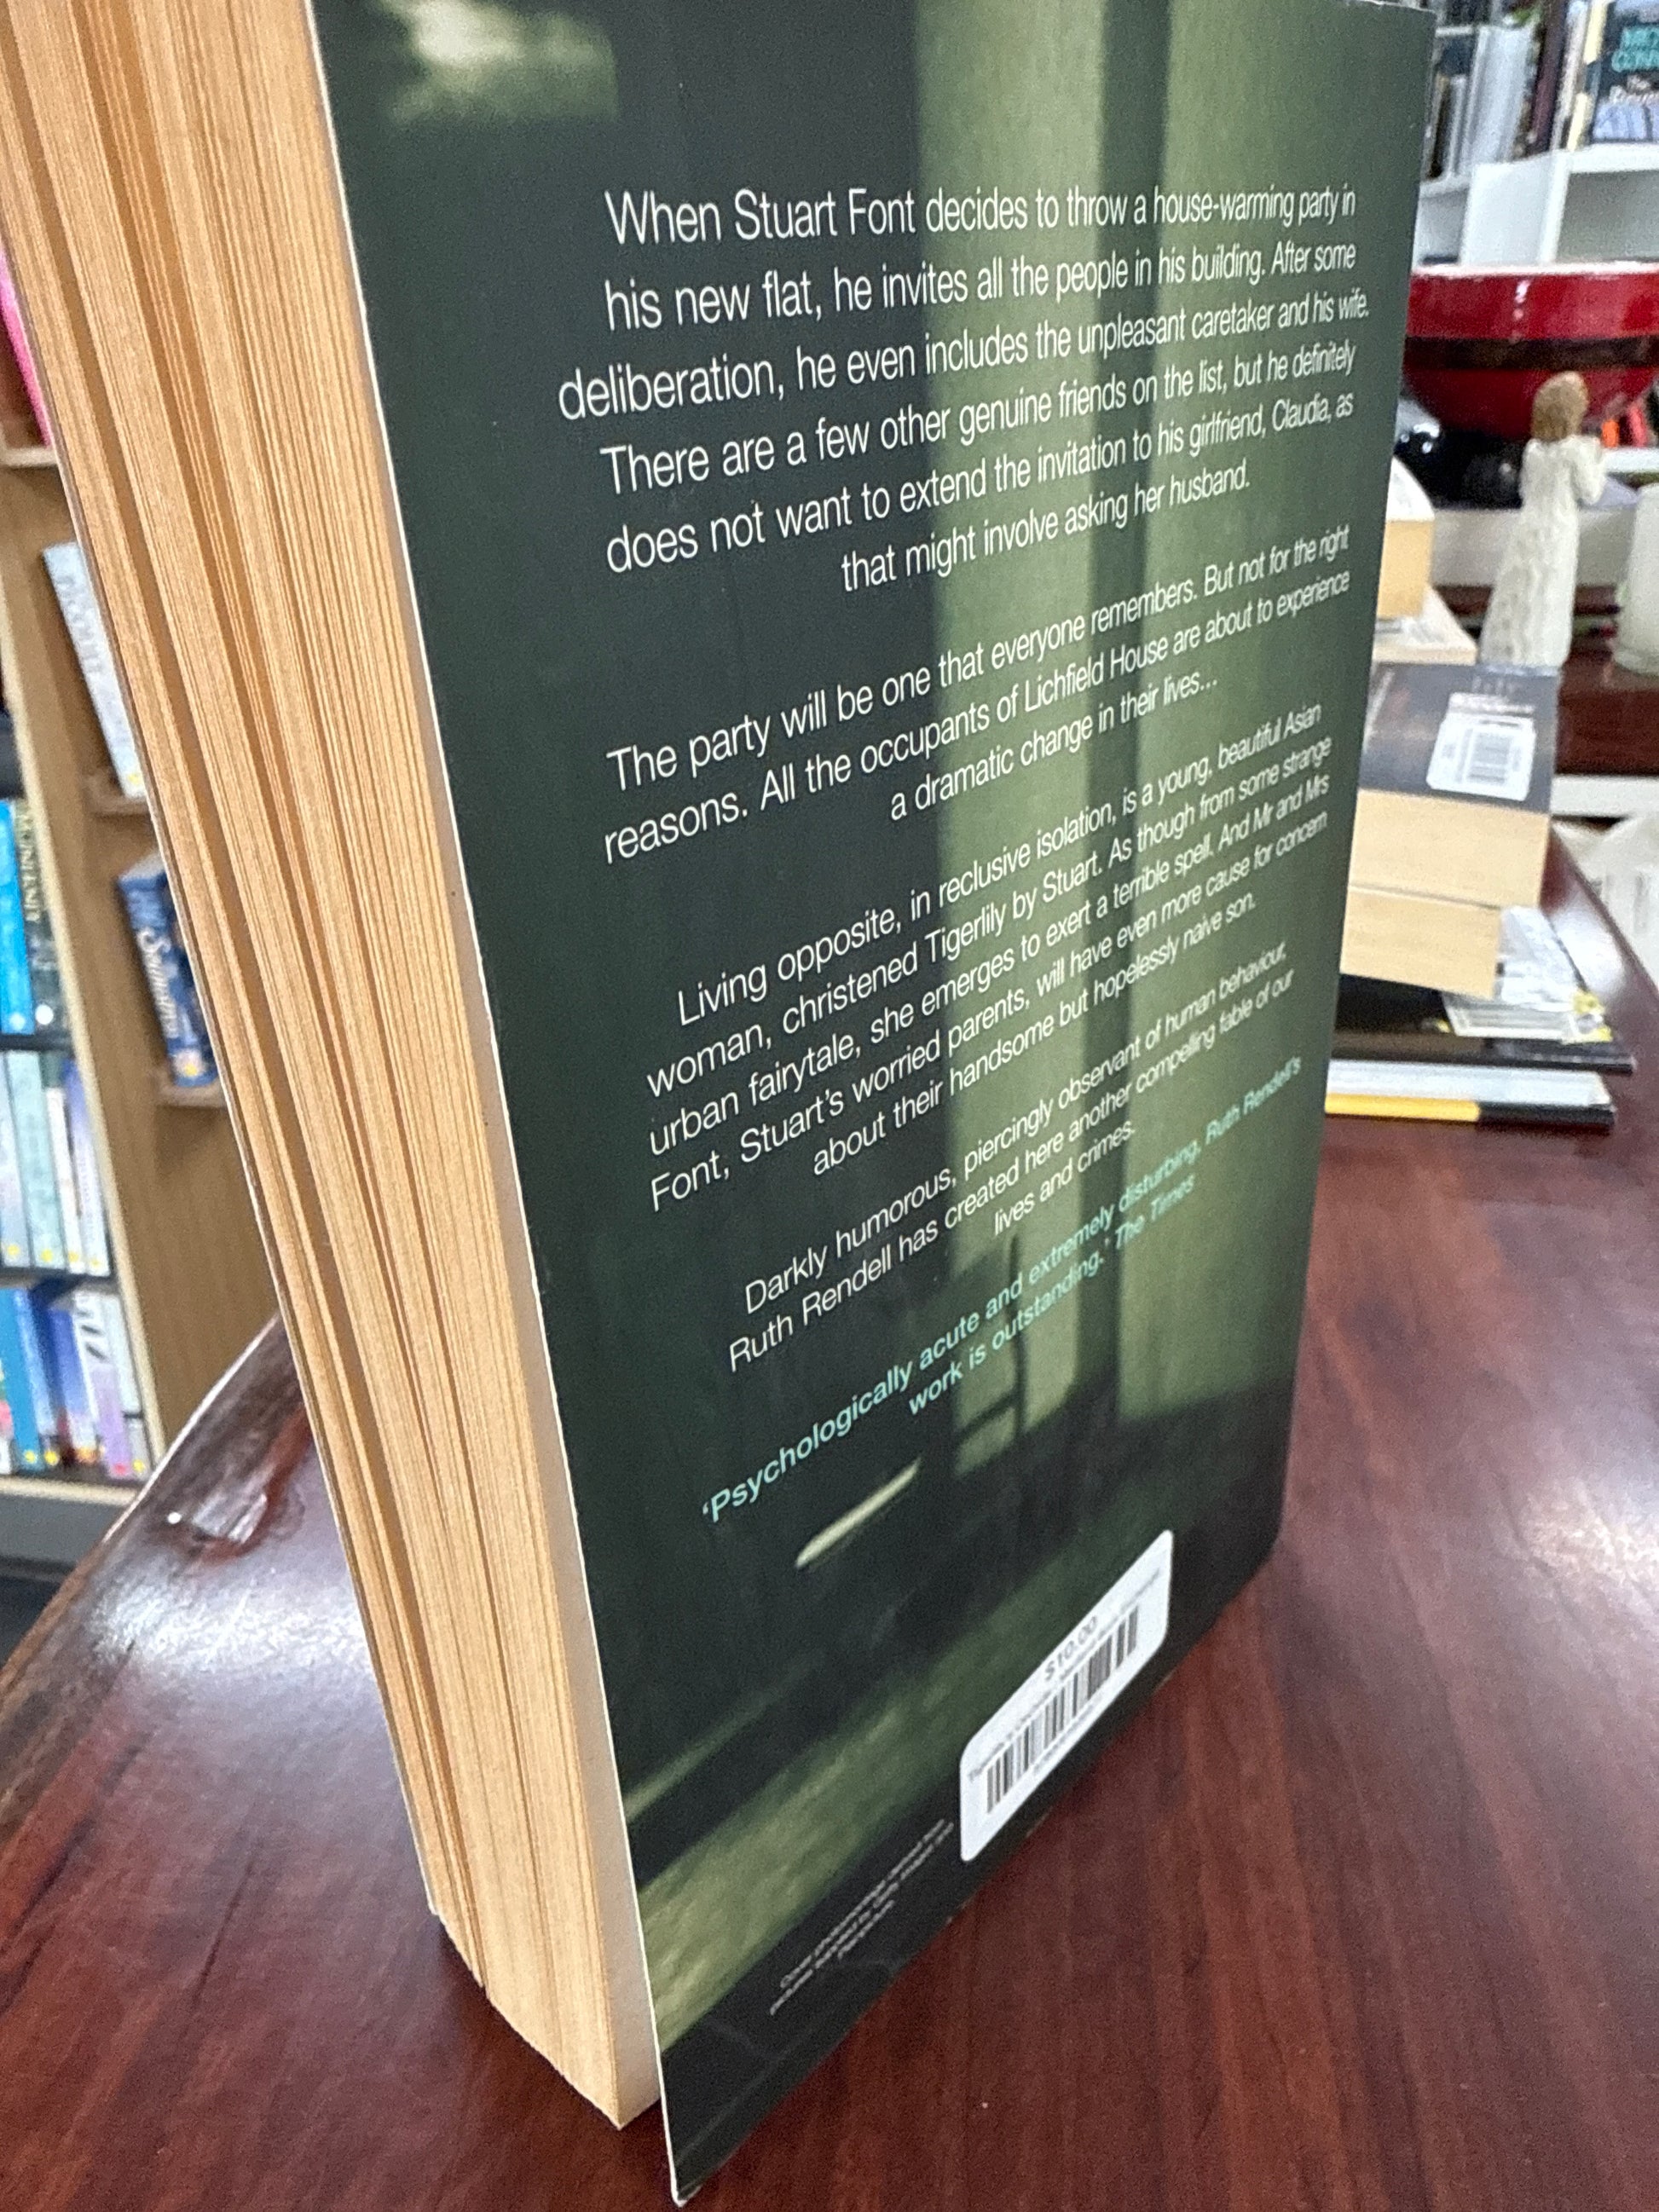 When Stuart Font decides to throw a house-warming party in
his new flat, he invites all the people in his building. After some
deliberation, he even includes the unpleasant caretaker and his wife.
There are a few other genuine friends on the list, but he definitely
does not want to extend the invitation to his girlfriend, Claudia, as
that might involve asking her husband.
The party will be one that everyone remembers. But not for the right
reasons. All the occupants of Lichfield House are about to experience
a dramatic change in their lives...
Living opposite, in reclusive isolation, is a young, beautiful Asian
woman, christened Tigerlily by Stuart. As though from some strange
urban fairytale, she emerges to exert a terrible spell. And Mr and Mrs
Font, Stuart's worried parents, will have even more cause for concern
about their handsome but hopelessly naive son.
Darkly humorous, piercingly observant of human behaviour,
Ruth Rendell has created here another compelling fable of our
lives and crimes.
'Psychologically acute and extremely disturbing, Ruth Rendell's
work is outstanding.' The Times
$10.00